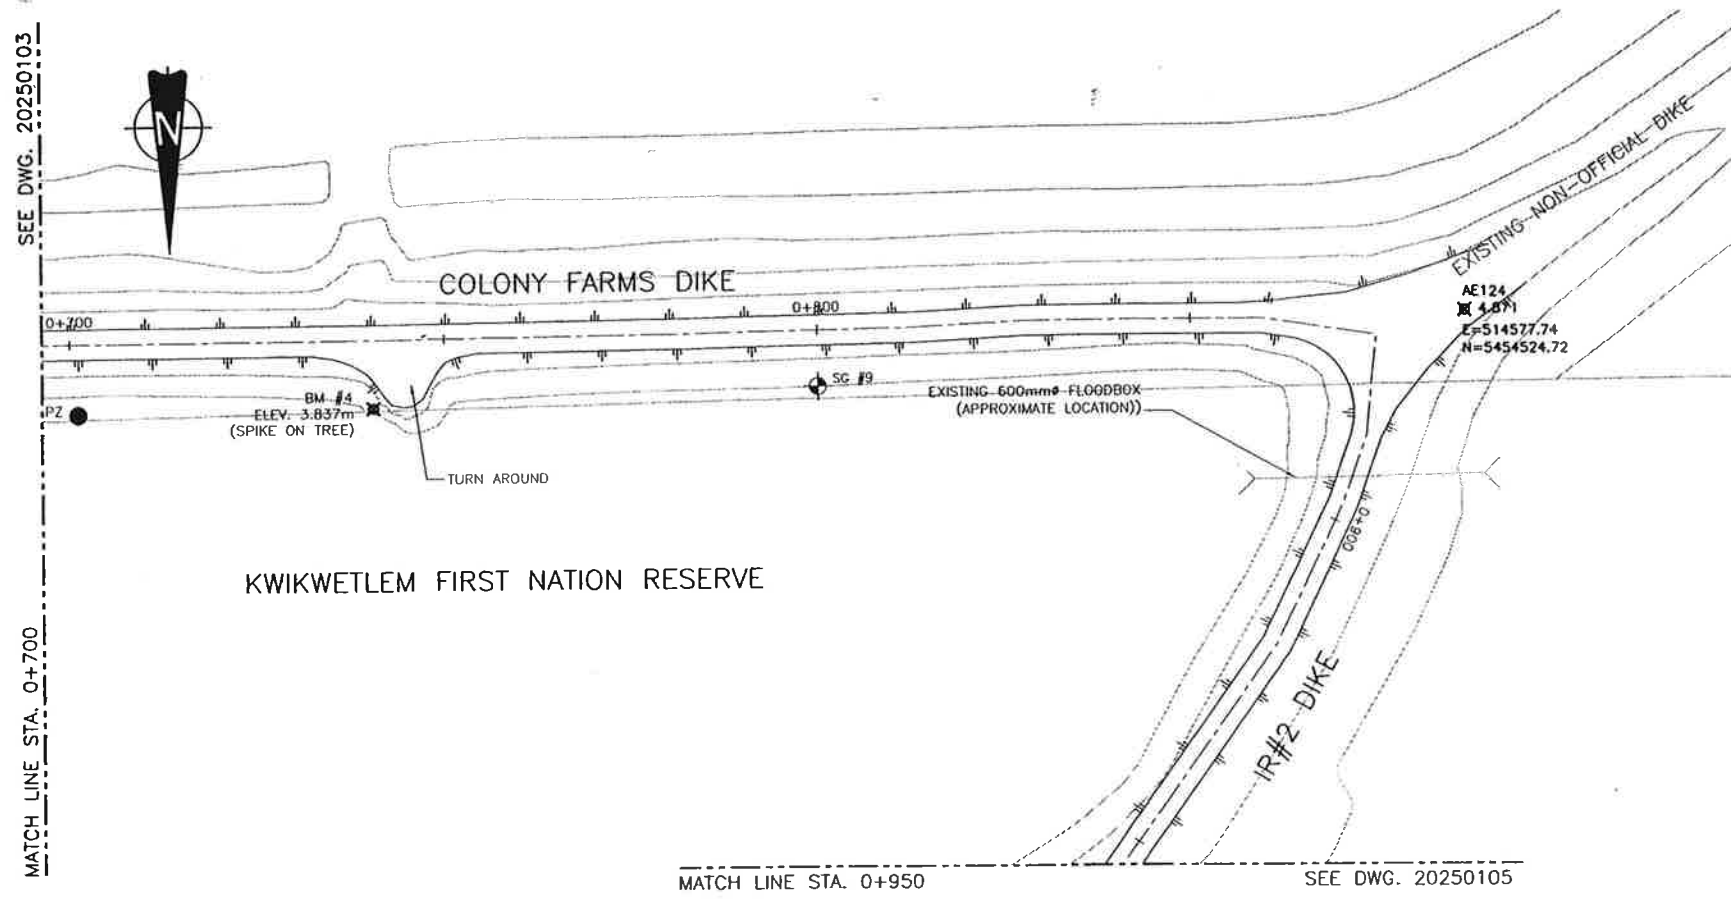 SEE DWG. 20250103
N
COLONY FARMS DIKE
0+700
0+800
EXISTING NON-OFFICIAL DIKE
AE124
4.871
E=514577.74
N=5454524.72
PZ
BM #4
ELEV. 3.837m
(SPIKE ON TREE)
SG #9
EXISTING 600mmø FLOODBOX
(APPROXIMATE LOCATION))
TURN AROUND
0+900
KWIKWETLEM FIRST NATION RESERVE
IR#2 DIKE
MATCH LINE STA. 0+700
MATCH LINE STA. 0+950
SEE DWG. 20250105